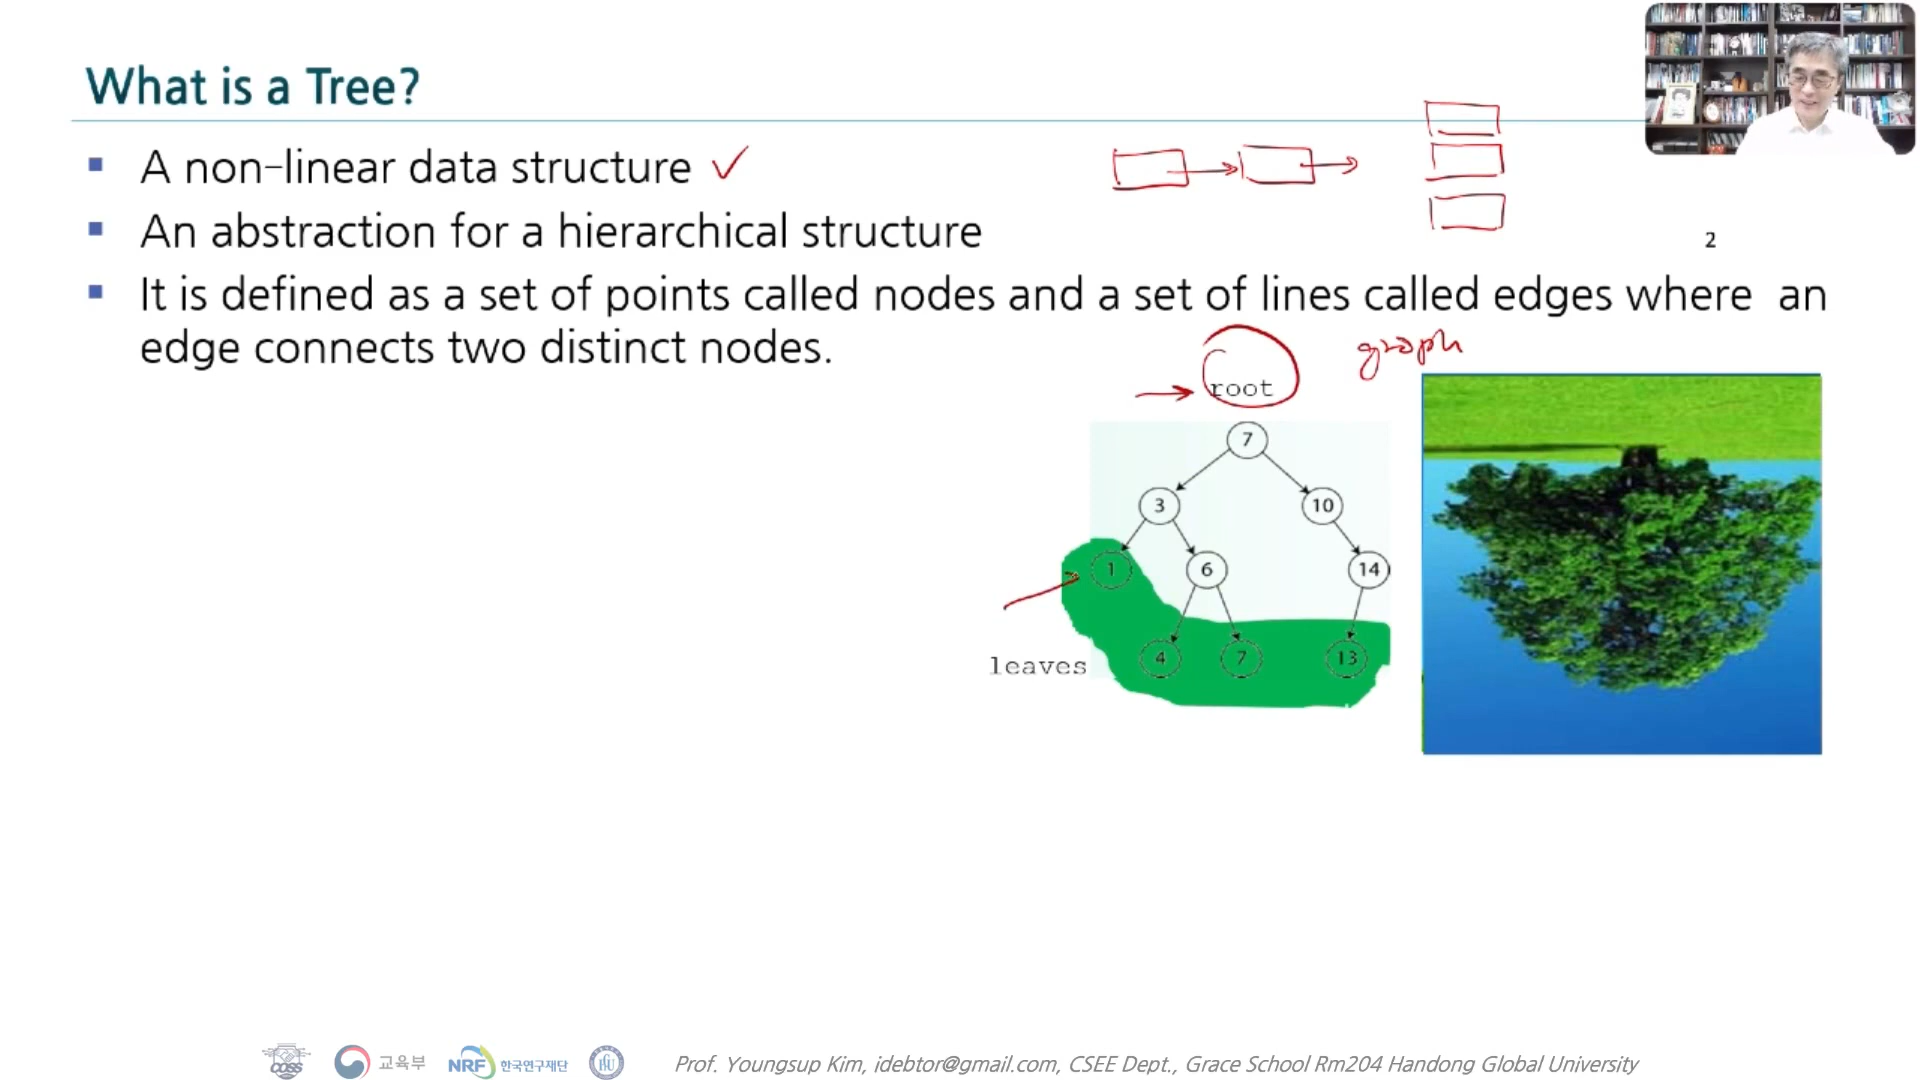 What is a Tree?
A non-linear data structure
An abstraction for a hierarchical structure
2
It is defined as a set of points called nodes and a set of lines called edges where an
edge connects two distinct nodes.
graph
root
7
3
10
1
6
14
4
7
13
leaves
COSS
교육부
NRF 한국연구재단
HGU
Prof. Youngsup Kim, idebtor@gmail.com, CSEE Dept., Grace School Rm204 Handong Global University